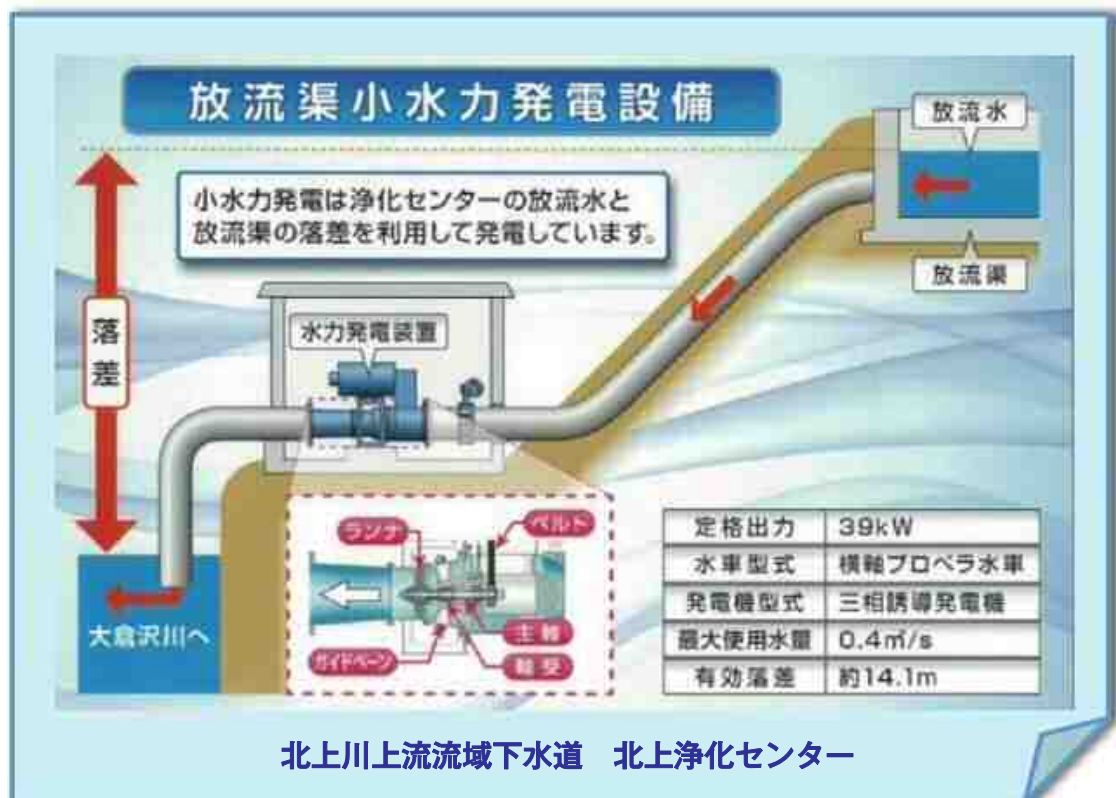 放流渠小水力発電設備
放流水
小水力発電は浄化センターの放流水と
放流渠の落差を利用して発電しています。
放流渠
落差
水力発電装置
ランナ
ベルト
主軸
軸受
ガイドベーン
大倉沢川へ
定格出力 39kW
水車型式 横軸プロペラ水車
発電機型式 三相誘導発電機
最大使用水量 0.4㎥/s
有効落差 約14.1m
北上川上流流域下水道 北上浄化センター